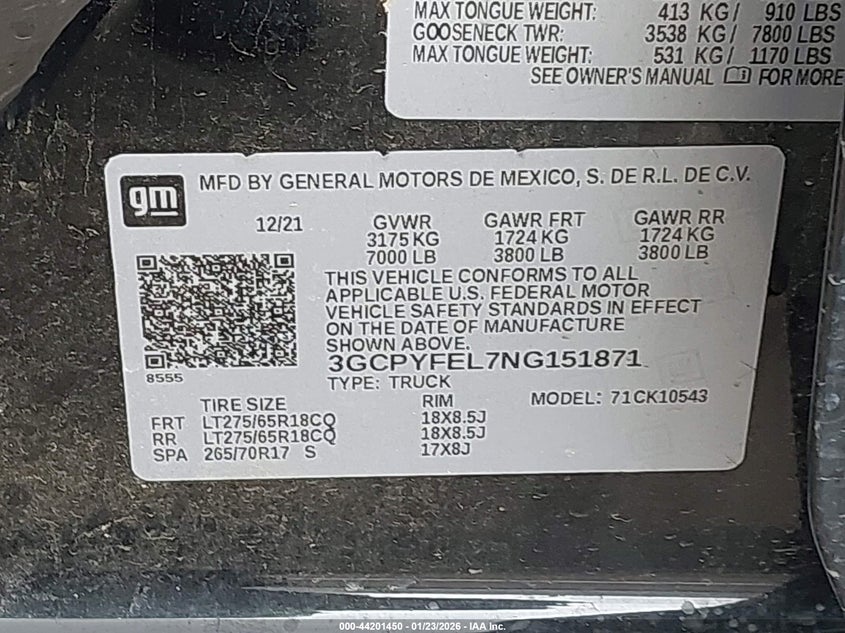 MAX TONGUE WEIGHT: 413 KG/ 910 LBS
GOOSENECK TWR: 3538 KG/ 7800 LBS
MAX TONGUE WEIGHT: 531 KG/ 1170 LBS
SEE OWNER'S MANUAL FOR MORE
gm MFD BY GENERAL MOTORS DE MEXICO, S. DE R.L. DE C.V.
12/21 GVWR GAWR FRT GAWR RR
3175 KG 1724 KG 1724 KG
7000 LB 3800 LB 3800 LB
THIS VEHICLE CONFORMS TO ALL
APPLICABLE U.S. FEDERAL MOTOR
VEHICLE SAFETY STANDARDS IN EFFECT
ON THE DATE OF MANUFACTURE
SHOWN ABOVE.
3GCPYFEL7NG151871
8555
TYPE: TRUCK
TIRE SIZE RIM MODEL: 71CK10543
FRT LT275/65R18CQ 18X8.5J
RR LT275/65R18CQ 18X8.5J
SPA 265/70R17 S 17X8J
000-44201450 - 01/23/2026 - IAA Inc.